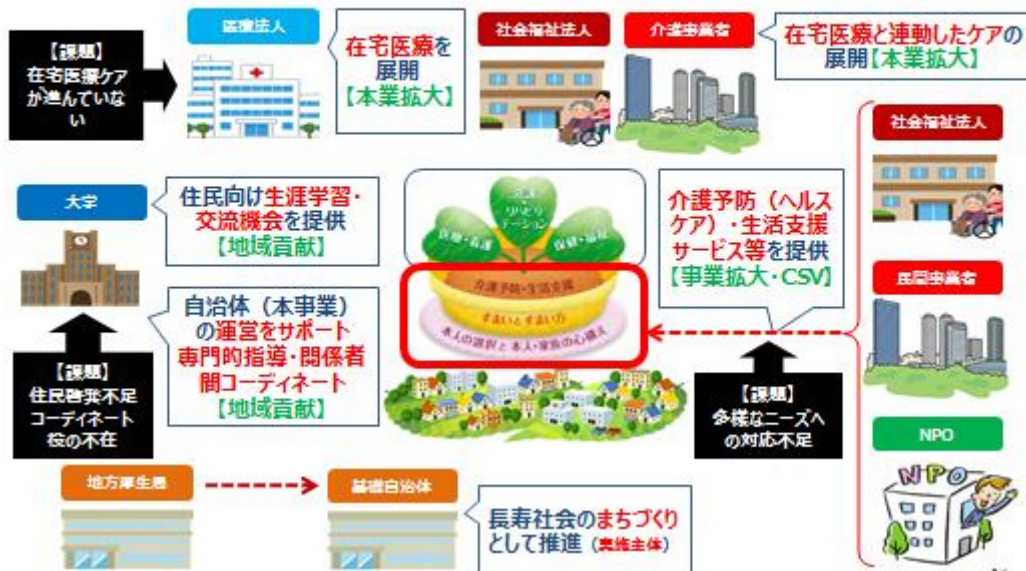 【課題】
在宅医療ケア
が進んでいな
い
医療法人
在宅医療を
展開
【本業拡大】
社会福祉法人
介護事業者
在宅医療と連動したケアの
展開【本業拡大】
社会福祉法人
大学
住民向け生涯学習・
交流機会を提供
【地域貢献】
リハビリ
テーション
医療・看護
保健・福祉
介護予防・生活支援
すまいとすまい方
本人の選択と本人・家族の心構え
介護予防（ヘルス
ケア）・生活支援
サービス等を提供
【事業拡大・CSV】
民間事業者
自治体（本事業）
の運営をサポート
専門的指導・関係者
間コーディネート
【地域貢献】
【課題】
住民啓発不足
コーディネート
役の不在
【課題】
多様なニーズへ
の対応不足
NPO
NPO
地方厚生局
基礎自治体
長寿社会のまちづくり
として推進（実施主体）